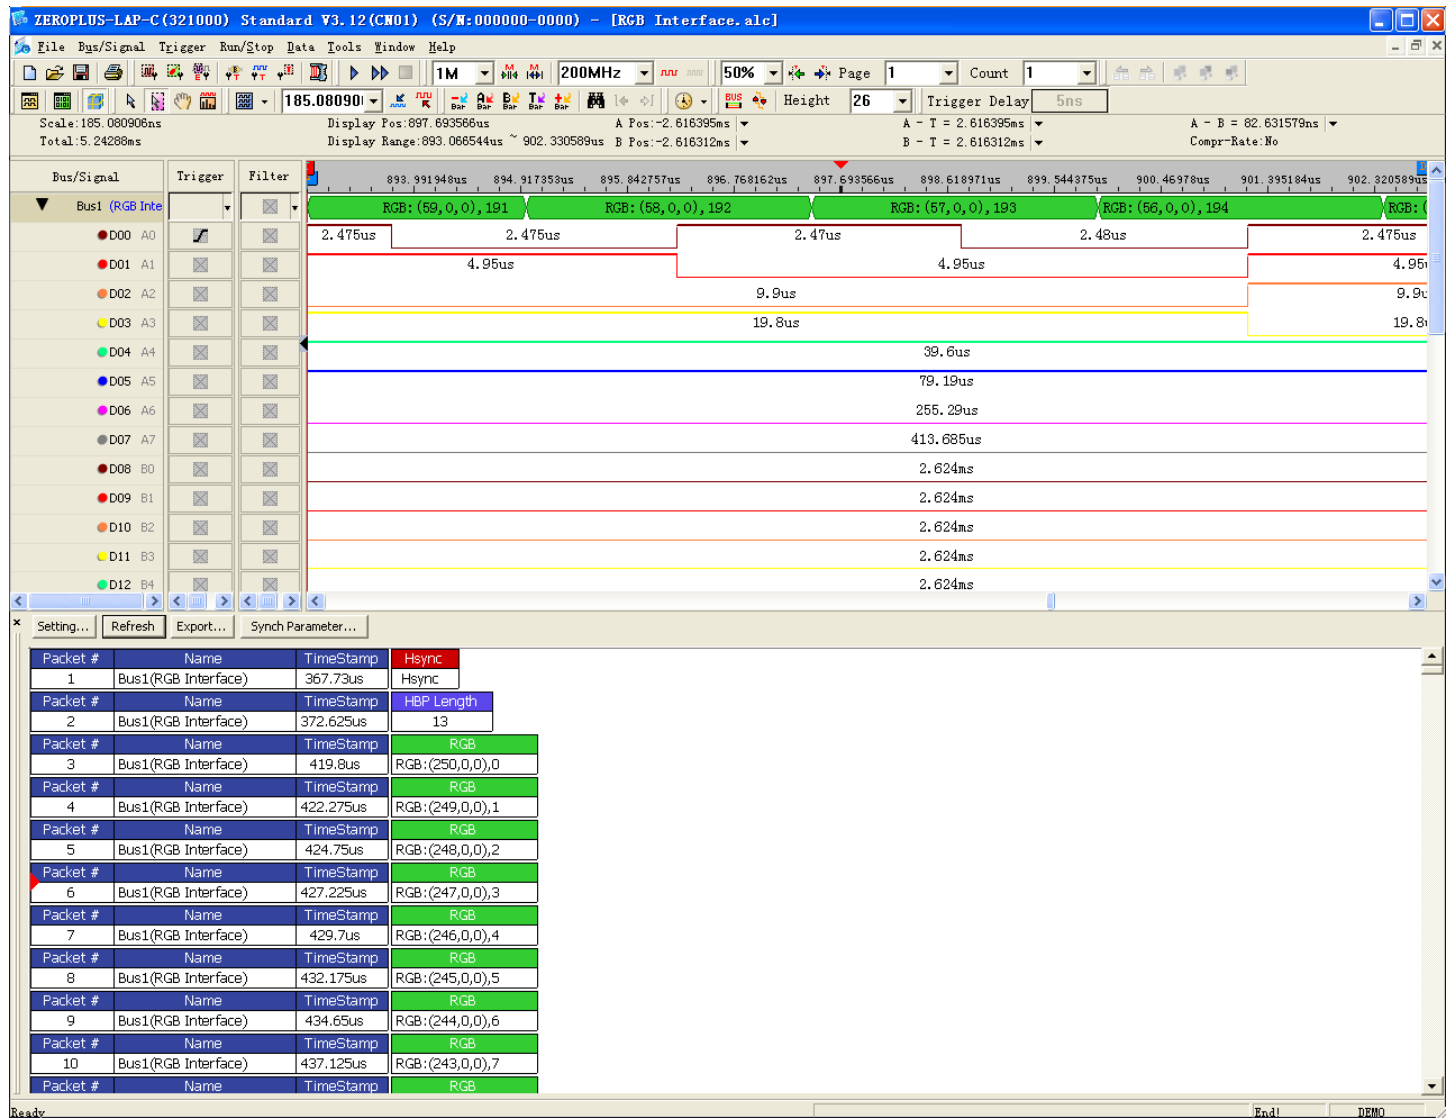 ZEROPLUS-LAP-C(321000) Standard V3.12(CN01) (S/N:000000-0000) - [RGB Interface.alc]
File Bus/Signal Trigger Run/Stop Data Tools Window Help
1M 200MHz 50% Page 1 Count 1
185.08090 Bar Bar Bar Bar Bar BUS Height 26 Trigger Delay 5ns
Scale:185.080906ns Display Pos:897.693566us A Pos:-2.616395ms A - T = 2.616395ms A - B = 82.631579ns
Total:5.24288ms Display Range:893.066544us ~ 902.330589us B Pos:-2.616312ms B - T = 2.616312ms Compr-Rate:No
Bus/Signal Trigger Filter 893.991948us 894.917353us 895.842757us 896.768162us 897.693566us 898.618971us 899.544375us 900.46978us 901.395184us 902.320589us
Bus1 (RGB Inte RGB:(59,0,0),191 RGB:(58,0,0),192 RGB:(57,0,0),193 RGB:(56,0,0),194 RGB:(
D00 A0 2.475us 2.475us 2.47us 2.48us 2.475us
D01 A1 4.95us 4.95us 4.95
D02 A2 9.9us 9.9
D03 A3 19.8us 19.8
D04 A4 39.6us
D05 A5 79.19us
D06 A6 255.29us
D07 A7 413.685us
D08 B0 2.624ms
D09 B1 2.624ms
D10 B2 2.624ms
D11 B3 2.624ms
D12 B4 2.624ms
Setting... Refresh Export... Synch Parameter...
Packet # Name TimeStamp Hsync
1 Bus1(RGB Interface) 367.73us Hsync
Packet # Name TimeStamp HBP Length
2 Bus1(RGB Interface) 372.625us 13
Packet # Name TimeStamp RGB
3 Bus1(RGB Interface) 419.8us RGB:(250,0,0),0
Packet # Name TimeStamp RGB
4 Bus1(RGB Interface) 422.275us RGB:(249,0,0),1
Packet # Name TimeStamp RGB
5 Bus1(RGB Interface) 424.75us RGB:(248,0,0),2
Packet # Name TimeStamp RGB
6 Bus1(RGB Interface) 427.225us RGB:(247,0,0),3
Packet # Name TimeStamp RGB
7 Bus1(RGB Interface) 429.7us RGB:(246,0,0),4
Packet # Name TimeStamp RGB
8 Bus1(RGB Interface) 432.175us RGB:(245,0,0),5
Packet # Name TimeStamp RGB
9 Bus1(RGB Interface) 434.65us RGB:(244,0,0),6
Packet # Name TimeStamp RGB
10 Bus1(RGB Interface) 437.125us RGB:(243,0,0),7
Packet # Name TimeStamp RGB
Ready End! DEMO